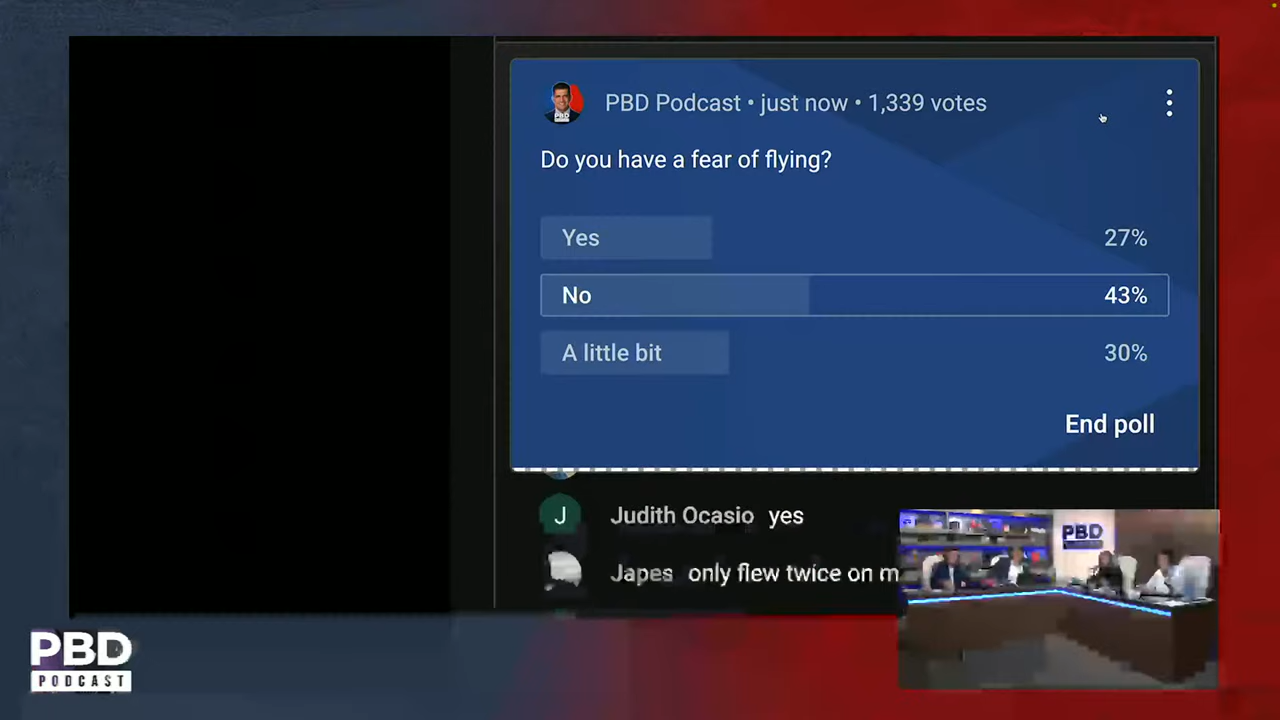 PBD Podcast • just now • 1,339 votes
Do you have a fear of flying?
Yes 27%
No 43%
A little bit 30%
End poll
J Judith Ocasio yes
Japes only flew twice on m
PBD
PBD
PODCAST